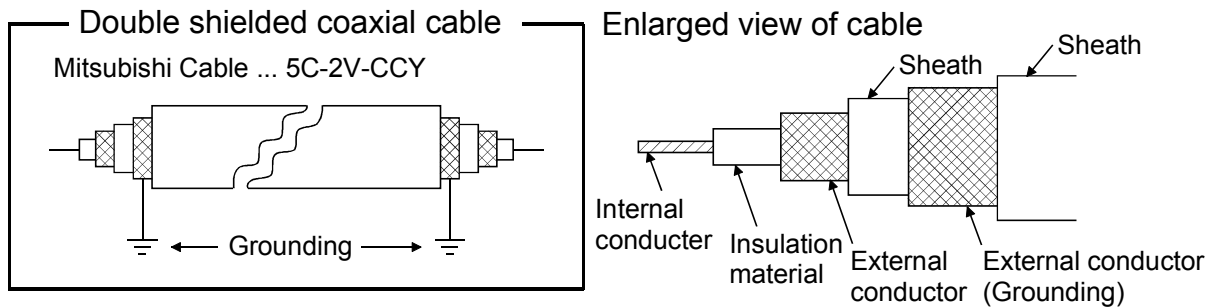 Double shielded coaxial cable
Mitsubishi Cable ... 5C-2V-CCY
Grounding
Enlarged view of cable
Sheath
Sheath
Internal
conducter
Insulation
material
External
conductor
External conductor
(Grounding)